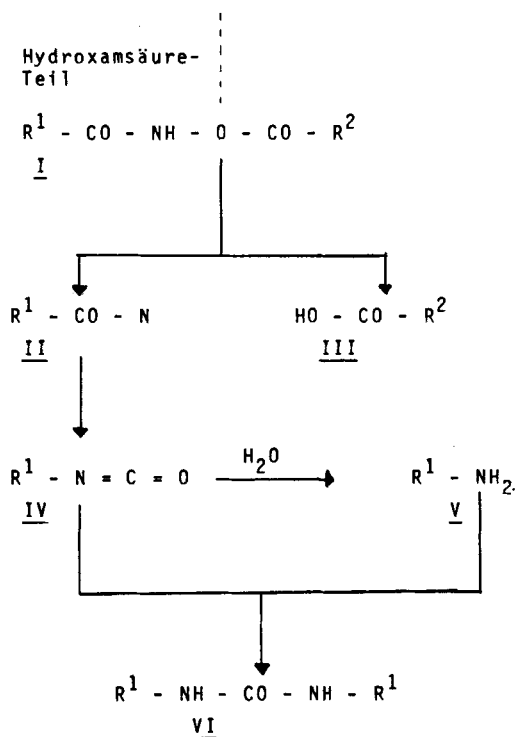 Hydroxamsäure-
Teil
R¹ - CO - NH - O - CO - R²
I
R¹ - CO - N HO - CO - R²
II III
R¹ - N = C = O H₂O R¹ - NH₂.
IV V
R¹ - NH - CO - NH - R¹
VI